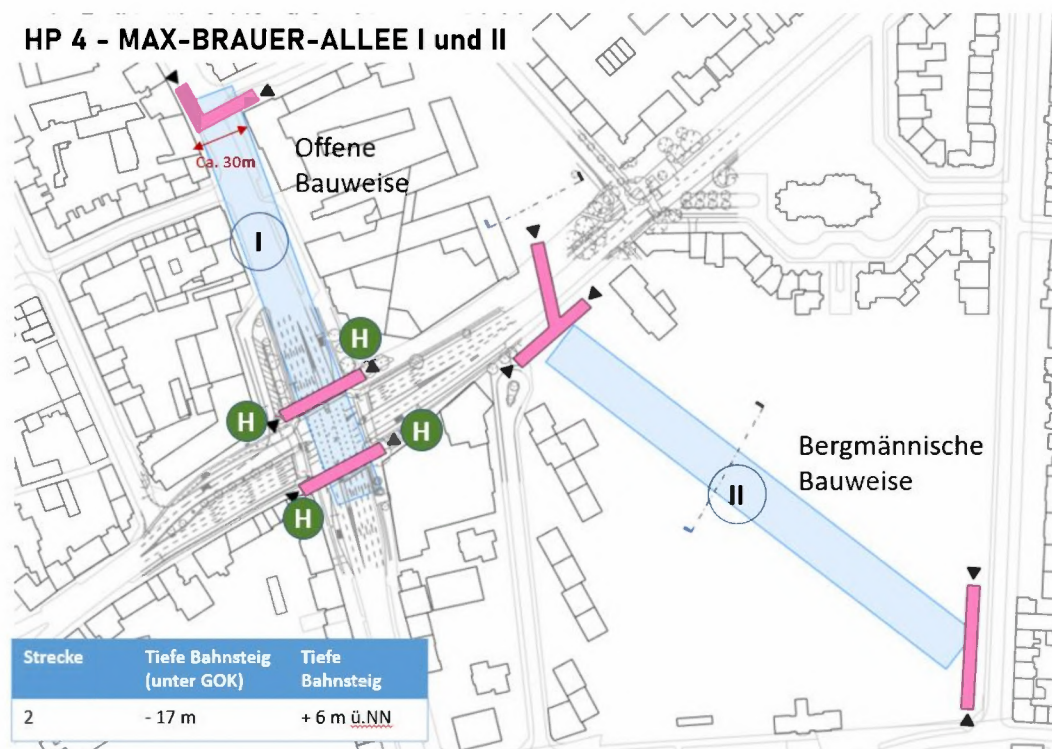 HP 4 - MAX-BRAUER-ALLEE I und II
Ca. 30m
Offene
Bauweise
I
H
H
H
H
Bergmännische
Bauweise
II
Strecke Tiefe Bahnsteig (unter GOK) Tiefe Bahnsteig
2 - 17 m + 6 m ü.NN